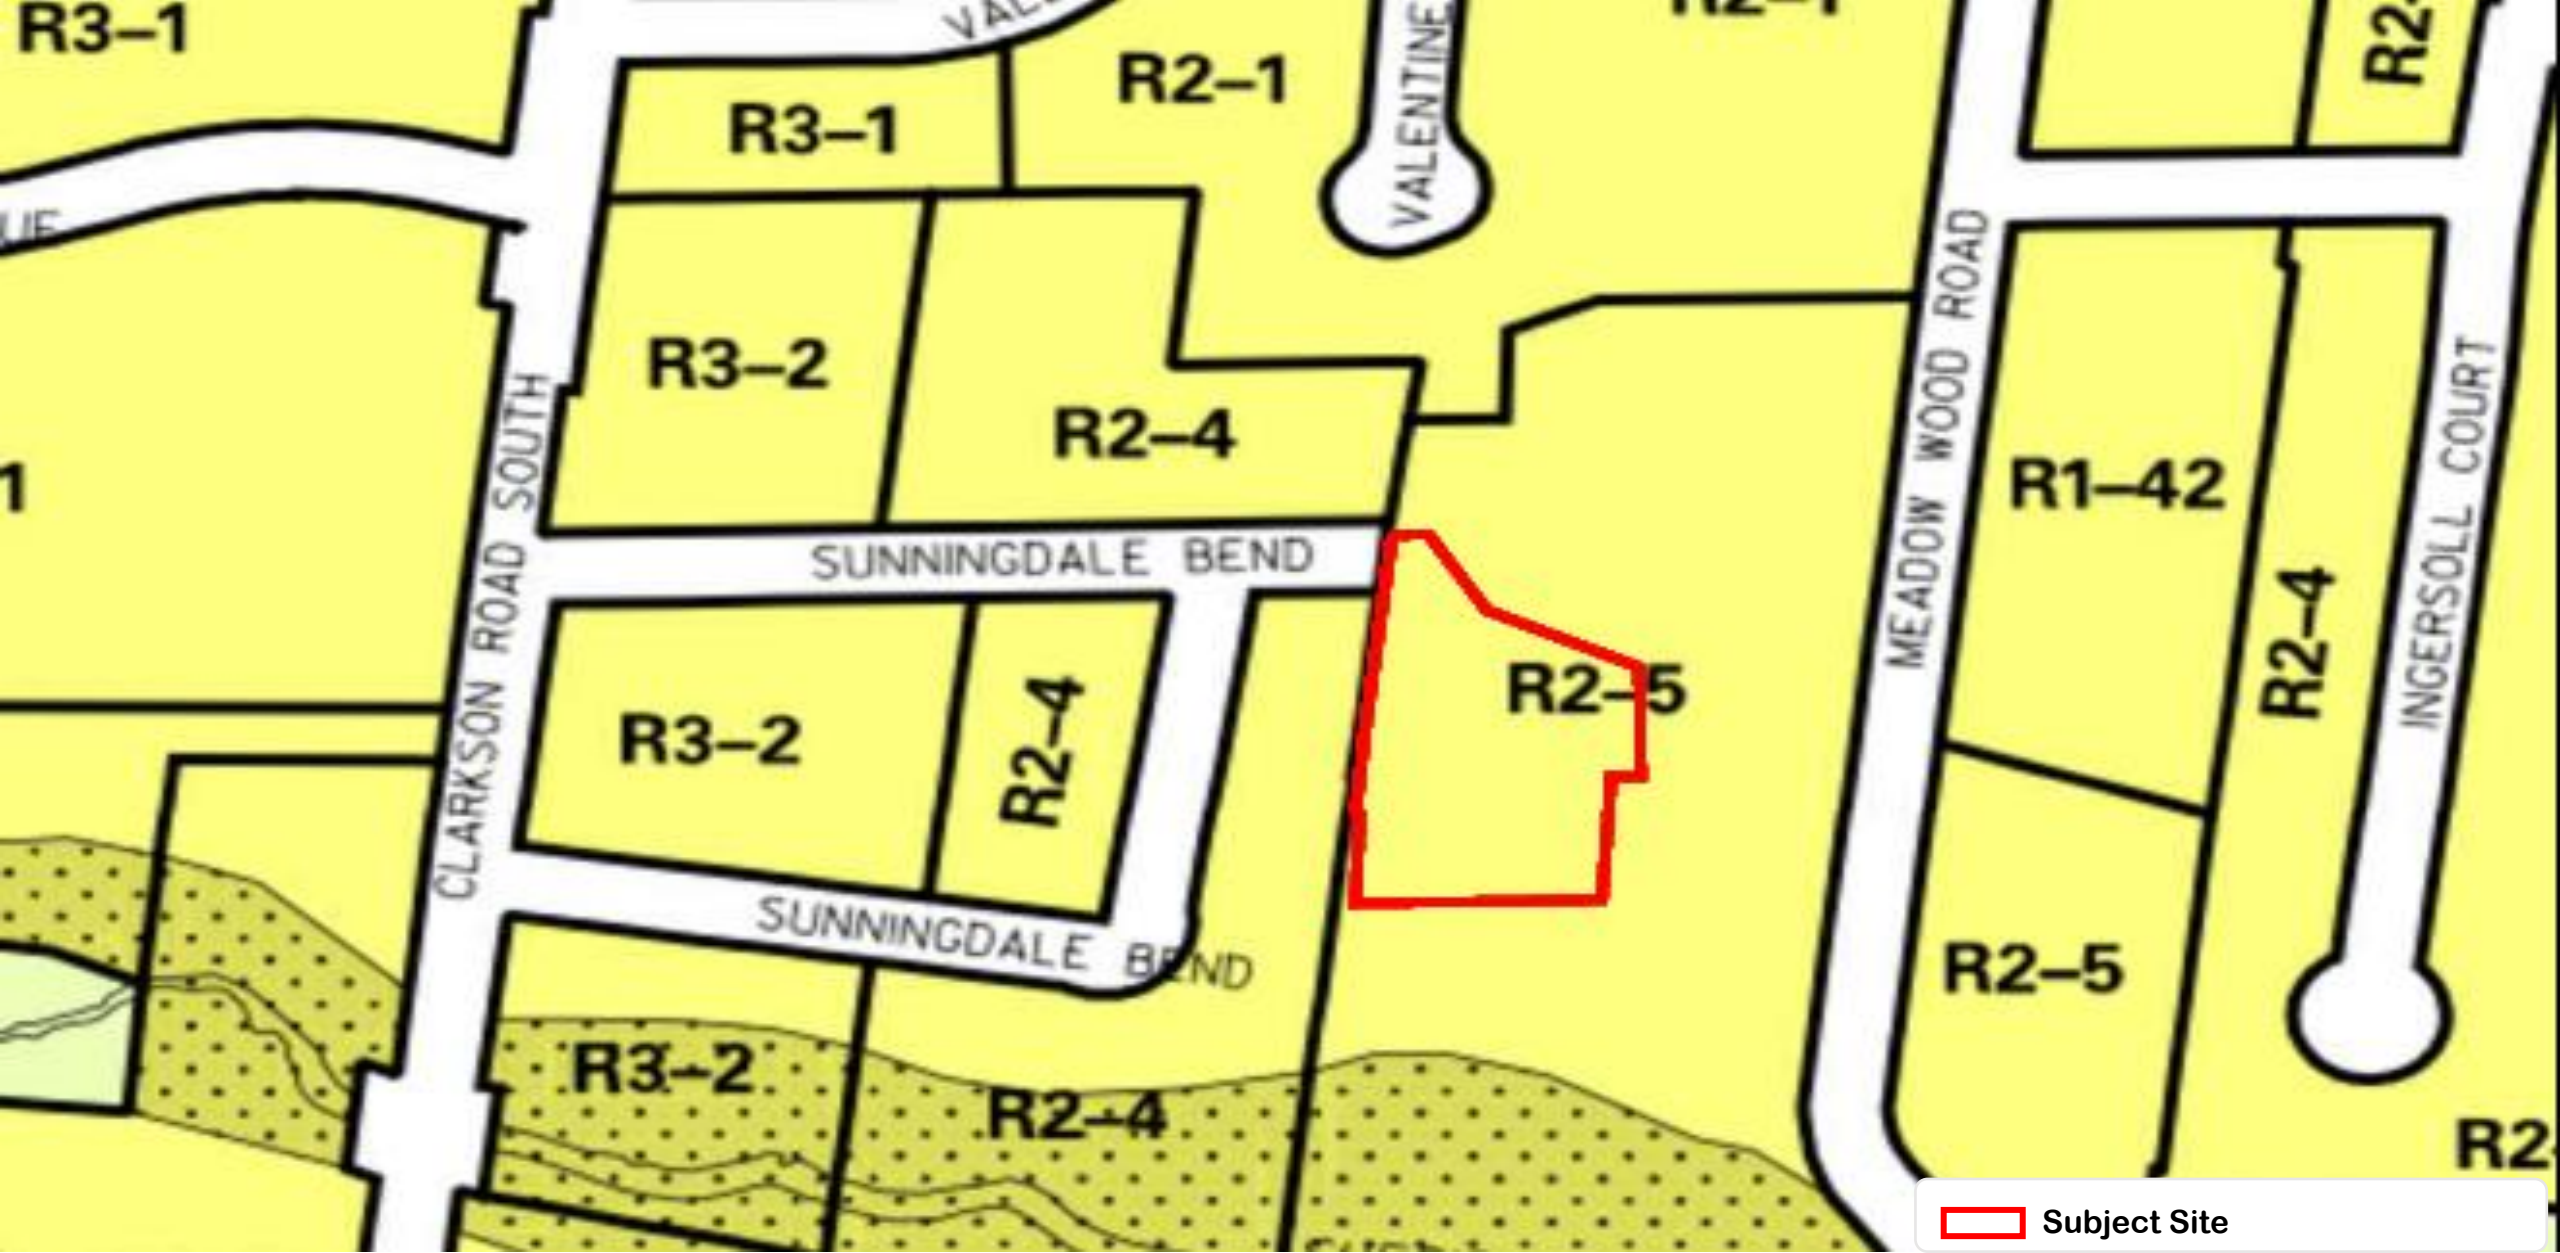 R3–1
R2–1
R3–1
R2–1
VALENTINE
R3–2
R2–4
CLARKSON ROAD SOUTH
SUNNINGDALE BEND
MEADOW WOOD ROAD
R1–42
R2–4
INGERSOLL COURT
R3–2
R2–4
R2–5
SUNNINGDALE BEND
R2–5
R3–2
R2–4
Subject Site